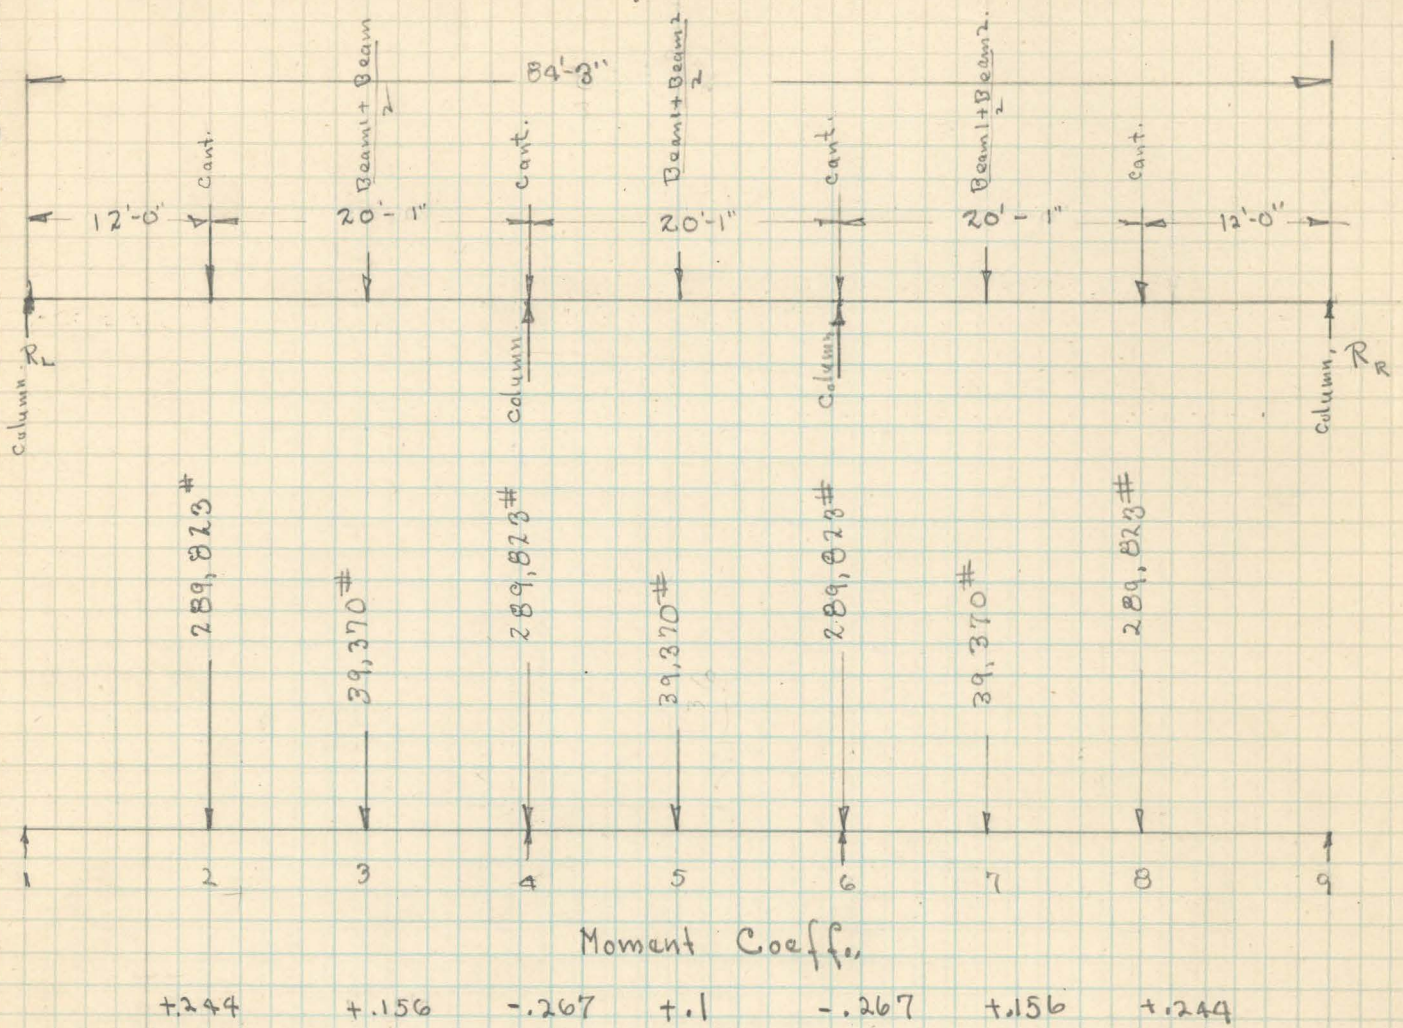 84'-3"
Cant.
Beam1+Beam
2
Cant.
Beam1+Beam2
2
Cant.
Beam1+Beam2.
2
Cant.
12'-0"
20'-1"
20'-1"
20'-1"
12'-0"
Column R
Column
Column
Column, R R
289,823#
39,370#
289,823#
39,370#
289,823#
39,370#
289,823#
1 2 3 4 5 6 7 8 9
Moment Coeff.,
+.244 +.156 -.267 +.1 -.267 +.156 +.244